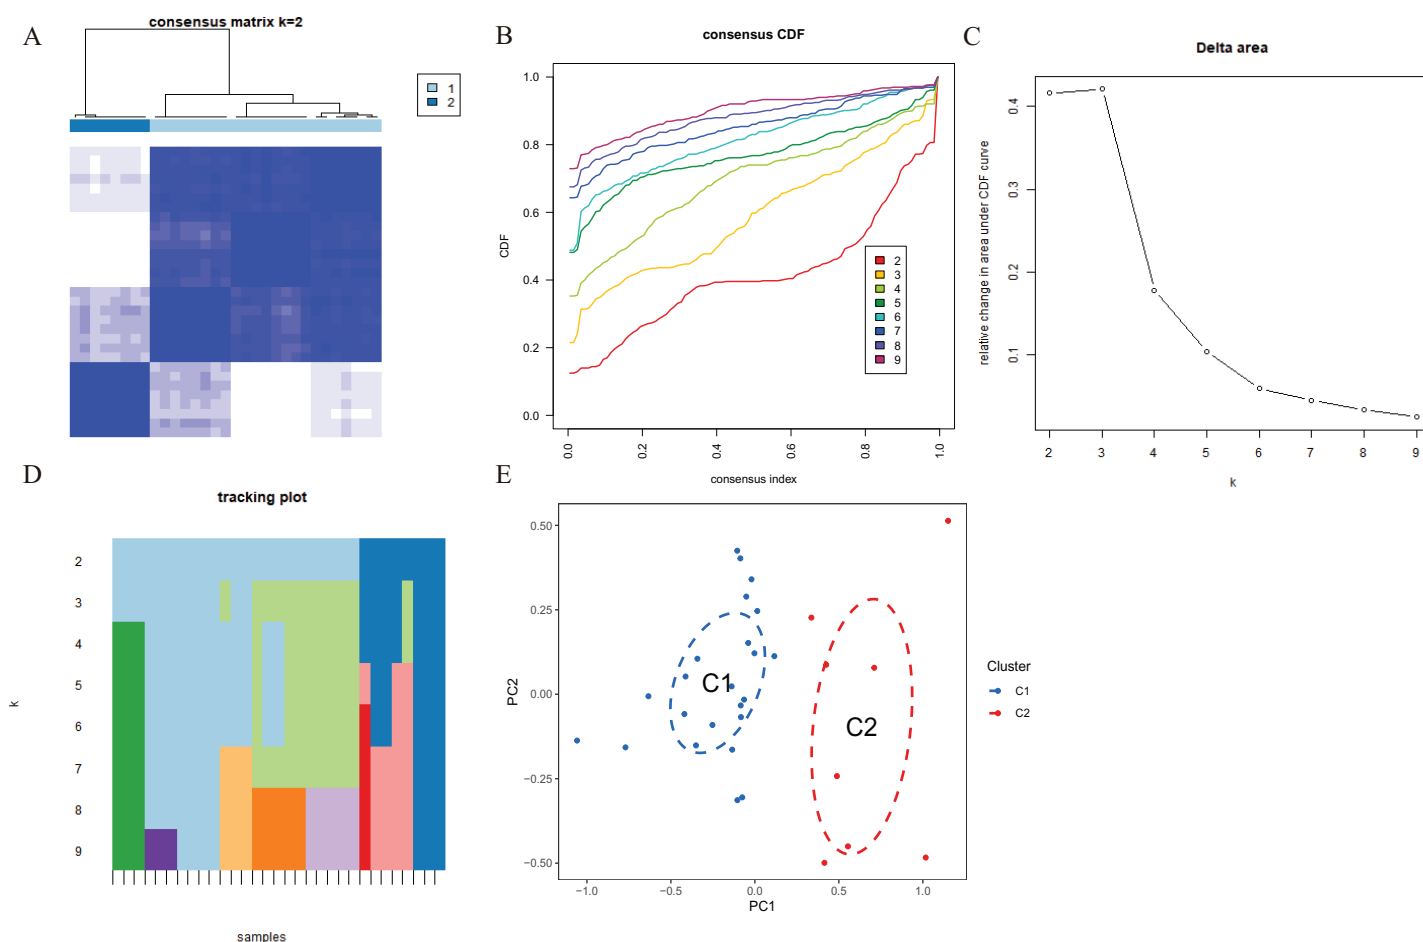 A
consensus matrix k=2
1
2
B
consensus CDF
CDF
1.0
0.8
0.6
0.4
0.2
0.0
0.0
0.2
0.4
0.6
0.8
1.0
consensus index
2
3
4
5
6
7
8
9
C
Delta area
relative change in area under CDF curve
0.4
0.3
0.2
0.1
2
3
4
5
6
7
8
9
k
D
tracking plot
k
2
3
4
5
6
7
8
9
samples
E
PC2
0.50
0.25
0.00
−0.25
−0.50
C1
C2
−1.0
−0.5
0.0
0.5
1.0
PC1
Cluster
C1
C2